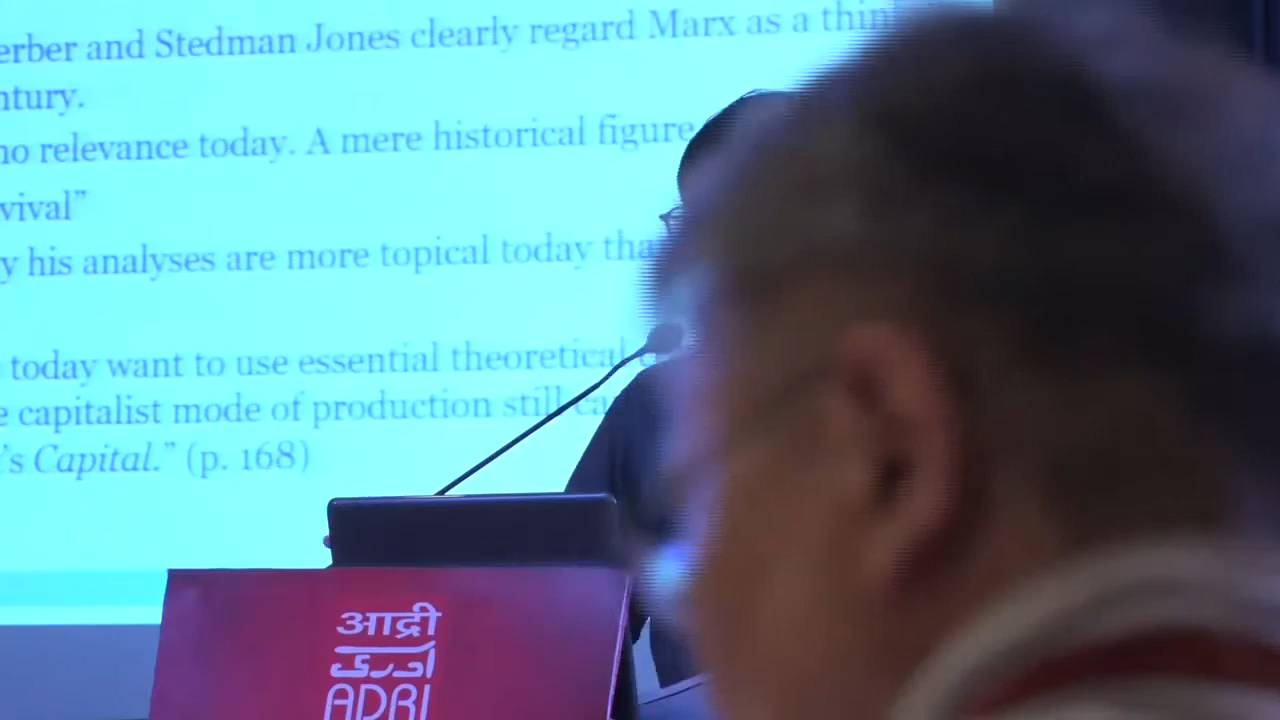 erber and Stedman Jones clearly regard Marx as a thin
ntury.
no relevance today. A mere historical figure
vival”
y his analyses are more topical today tha
today want to use essential theoretical
e capitalist mode of production still ca
’s Capital.” (p. 168)
आद्री
ادری
ADRI